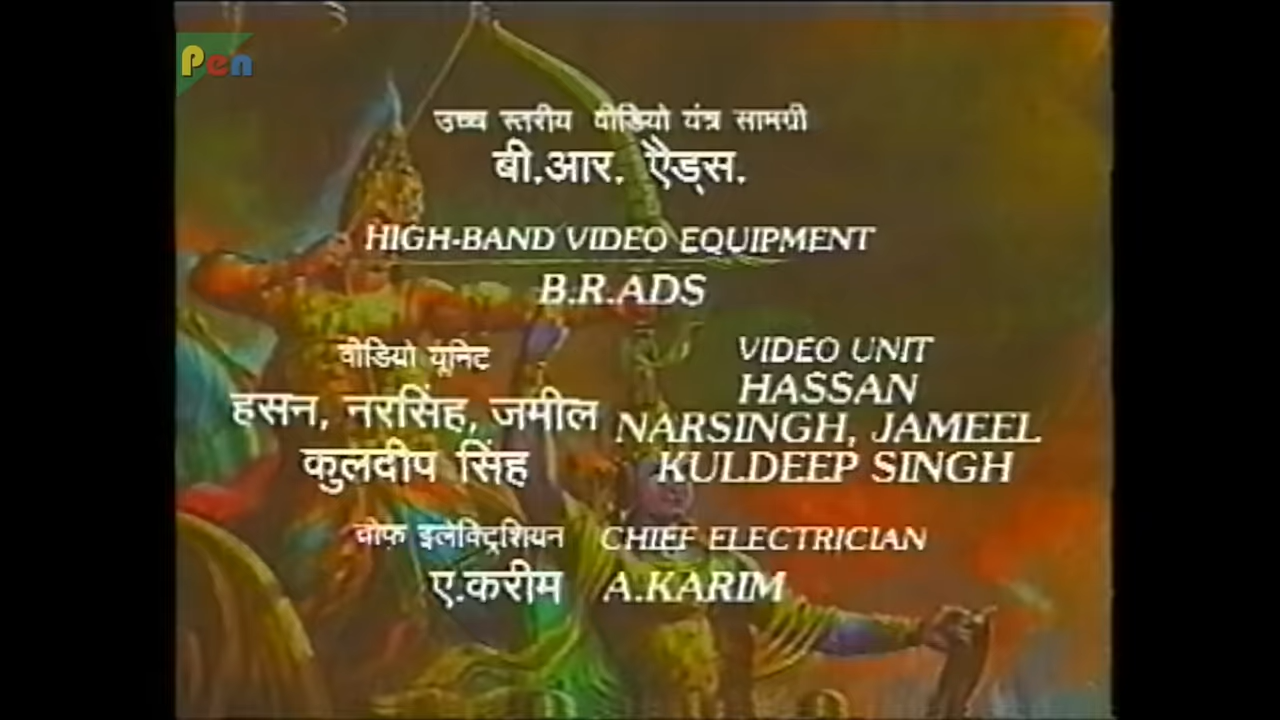 Pen
उच्च स्तरीय वीडियो यंत्र सामग्री
बी.आर. ऐड्स.
HIGH-BAND VIDEO EQUIPMENT
B.R.ADS
वीडियो यूनिट
हसन, नरसिंह, जमील
कुलदीप सिंह
VIDEO UNIT
HASSAN
NARSINGH, JAMEEL
KULDEEP SINGH
चीफ इलेक्ट्रिशियन
ए.करीम
CHIEF ELECTRICIAN
A.KARIM